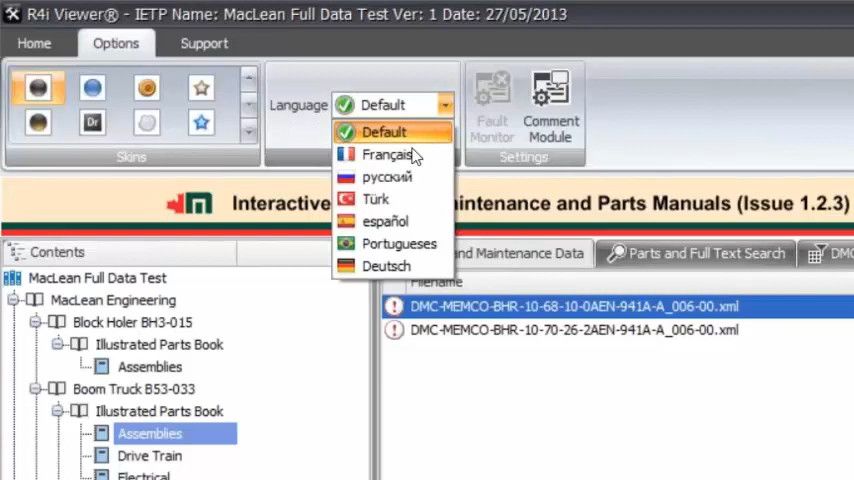 R4i Viewer® - IETP Name: MacLean Full Data Test Ver: 1 Date: 27/05/2013
Home Options Support
Language Default
Dr
Fault Monitor
Comment Module
Skins
Settings
Default
Français
русский
Türk
español
Portugueses
Deutsch
Interactive
intenance and Parts Manuals (Issue 1.2.3)
Contents
and Maintenance Data
Parts and Full Text Search
DMC
Filename
MacLean Full Data Test
MacLean Engineering
Block Holer BH3-015
Illustrated Parts Book
Assemblies
Boom Truck B53-033
Illustrated Parts Book
Assemblies
Drive Train
Electrical
DMC-MEMCO-BHR-10-68-10-0AEN-941A-A_006-00.xml
DMC-MEMCO-BHR-10-70-26-2AEN-941A-A_006-00.xml